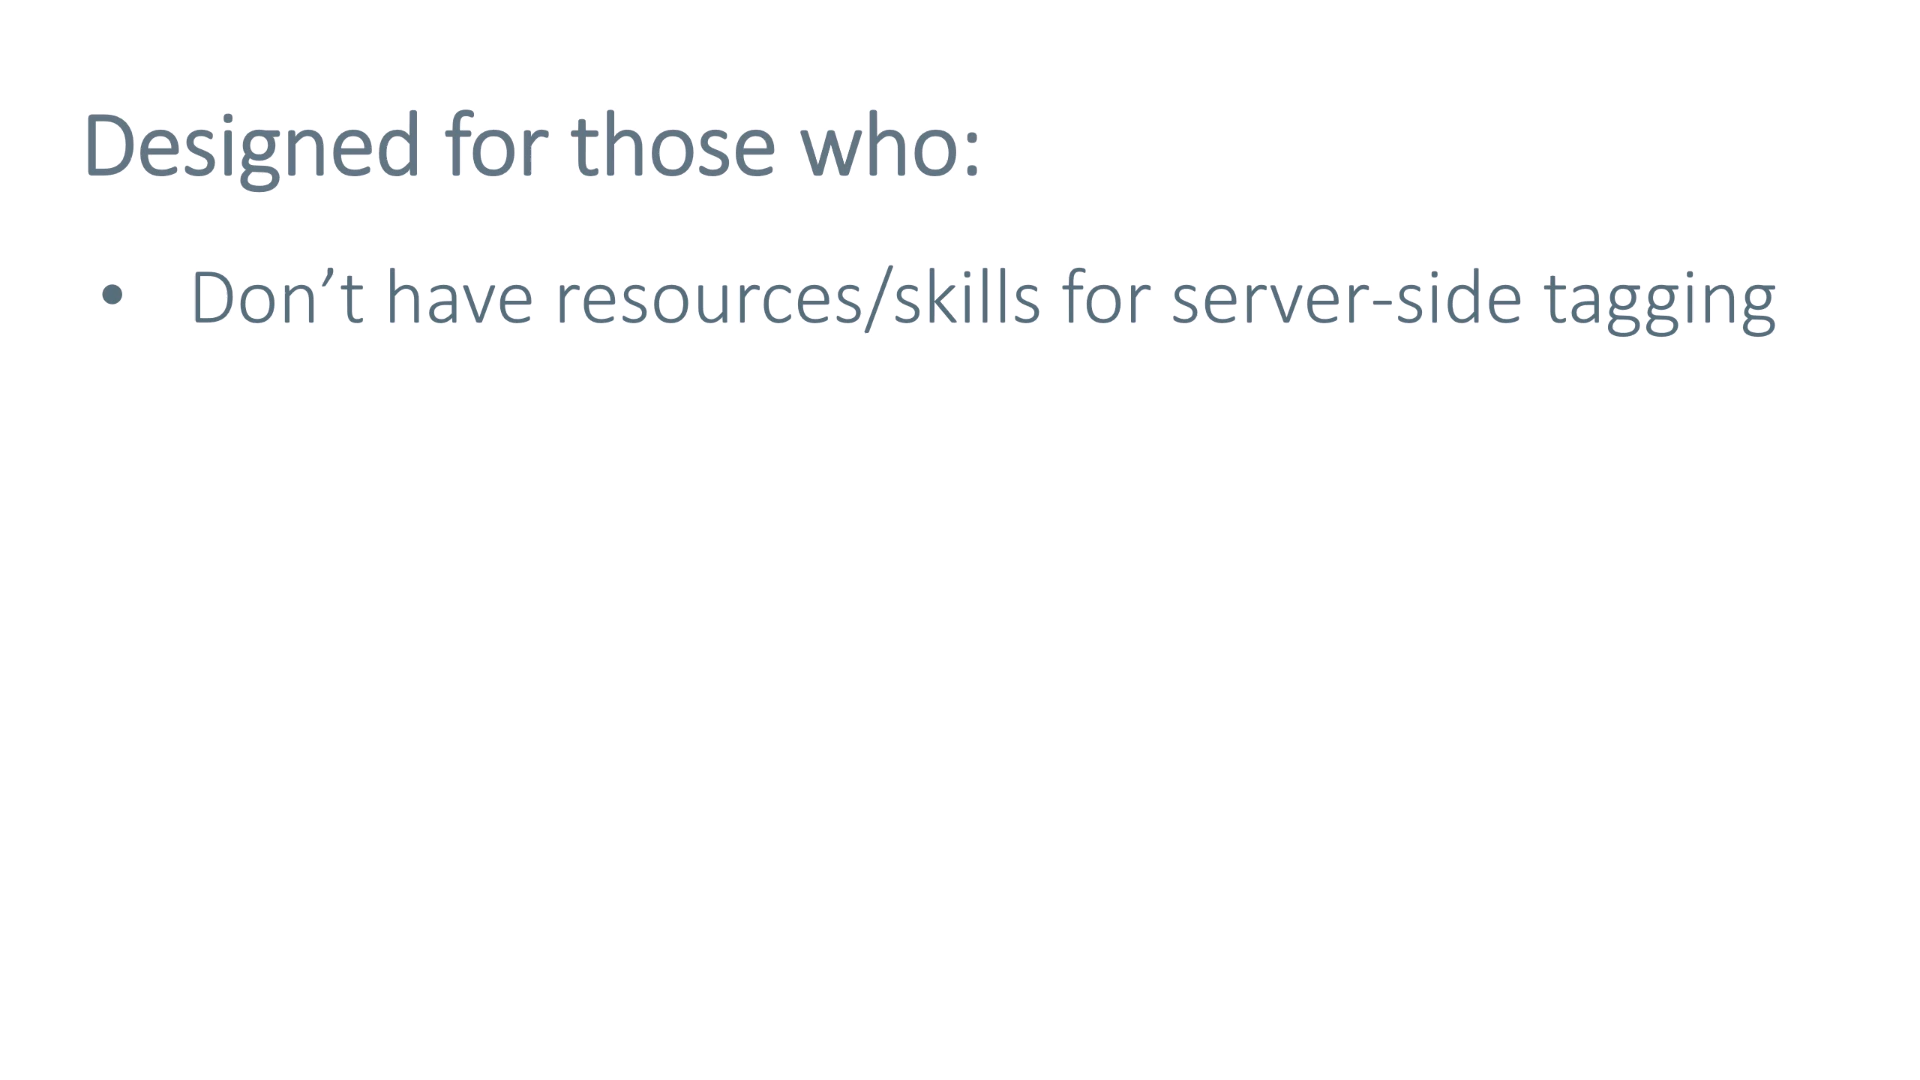 Designed for those who:
• Don’t have resources/skills for server-side tagging